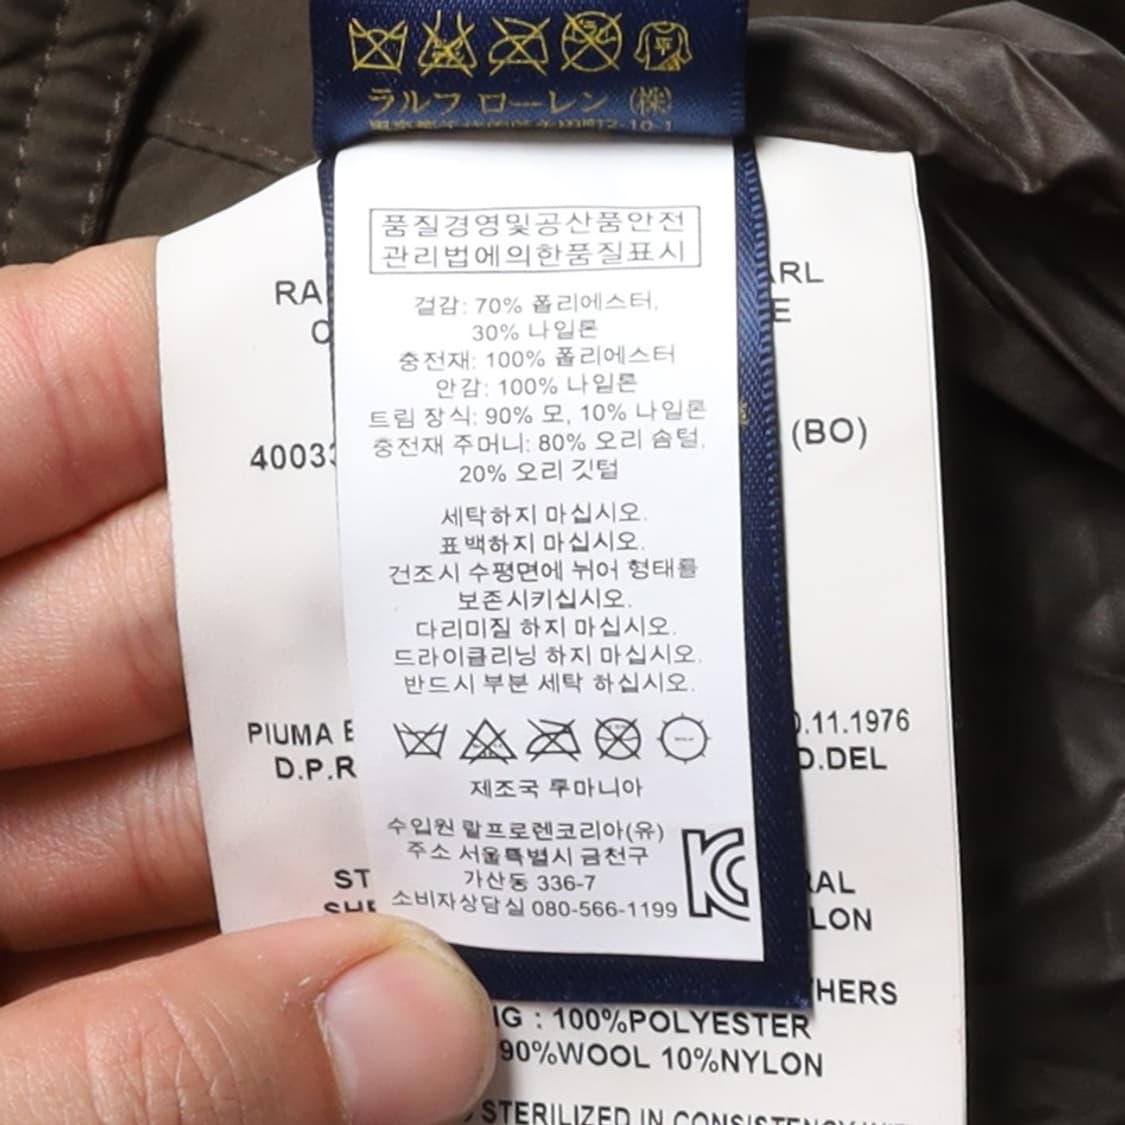 ラルフ ローレン (株)
품질경영및공산품안전
관리법에의한품질표시
겉감: 70% 폴리에스터,
30% 나일론
충전재: 100% 폴리에스터
안감: 100% 나일론
트림 장식: 90% 모, 10% 나일론
충전재 주머니: 80% 오리 솜털,
20% 오리 깃털
세탁하지 마십시오.
표백하지 마십시오.
건조시 수평면에 뉘어 형태를
보존시키십시오.
다리미질 하지 마십시오.
드라이클리닝 하지 마십시오.
반드시 부분 세탁 하십시오.
제조국 루마니아
수입원 랄프로렌코리아(유)
주소 서울특별시 금천구
가산동 336-7
소비자상담실 080-566-1199
KC
RA
ARL
(BO)
PIUMA
.11.1976
D.P.R
D.DEL
ST
RAL
LON
HERS
: 100%POLYESTER
90%WOOL 10%NYLON
STERILIZED IN